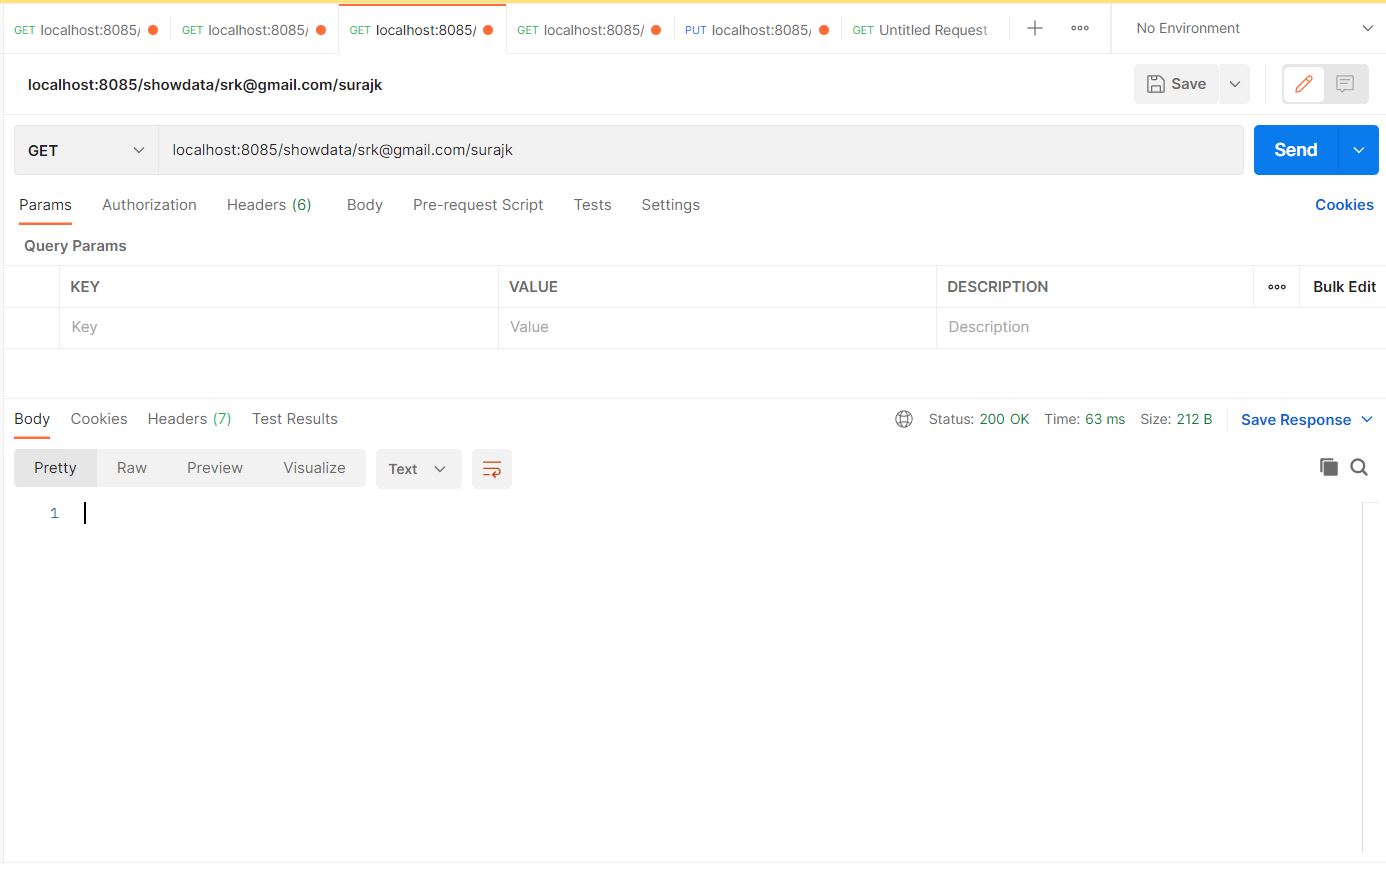 GET localhost:8085/ GET localhost:8085/ GET localhost:8085/ GET localhost:8085/ PUT localhost:8085/ GET Untitled Request No Environment
localhost:8085/showdata/srk@gmail.com/surajk Save
GET localhost:8085/showdata/srk@gmail.com/surajk Send
Params Authorization Headers (6) Body Pre-request Script Tests Settings Cookies
Query Params
KEY VALUE DESCRIPTION Bulk Edit
Key Value Description
Body Cookies Headers (7) Test Results Status: 200 OK Time: 63 ms Size: 212 B Save Response
Pretty Raw Preview Visualize Text
1